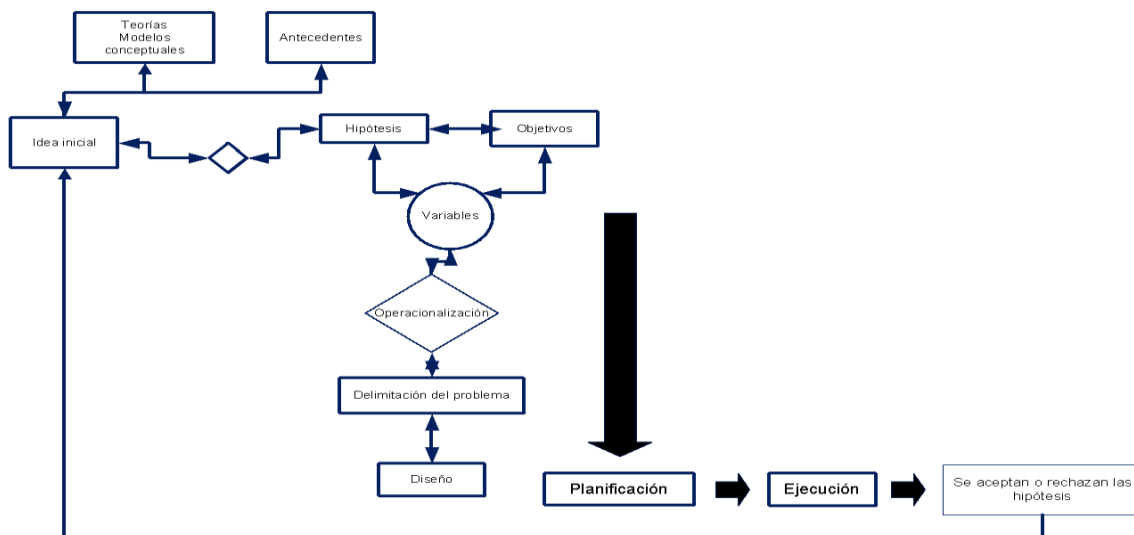 Teorías
Modelos
conceptuales
Antecedentes
Idea inicial
Hipótesis
Objetivos
Variables
Operacionalización
Delimitación del problema
Diseño
Planificación
Ejecución
Se aceptan o rechazan las
hipótesis